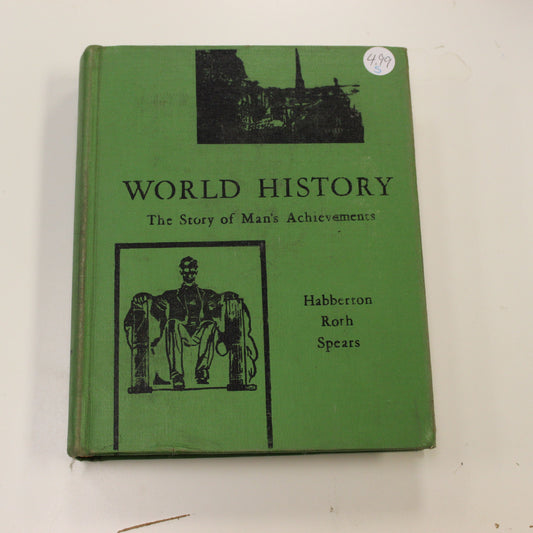 4.99
S
WORLD HISTORY
The Story of Man's Achievements
Habberton
Roth
Spears